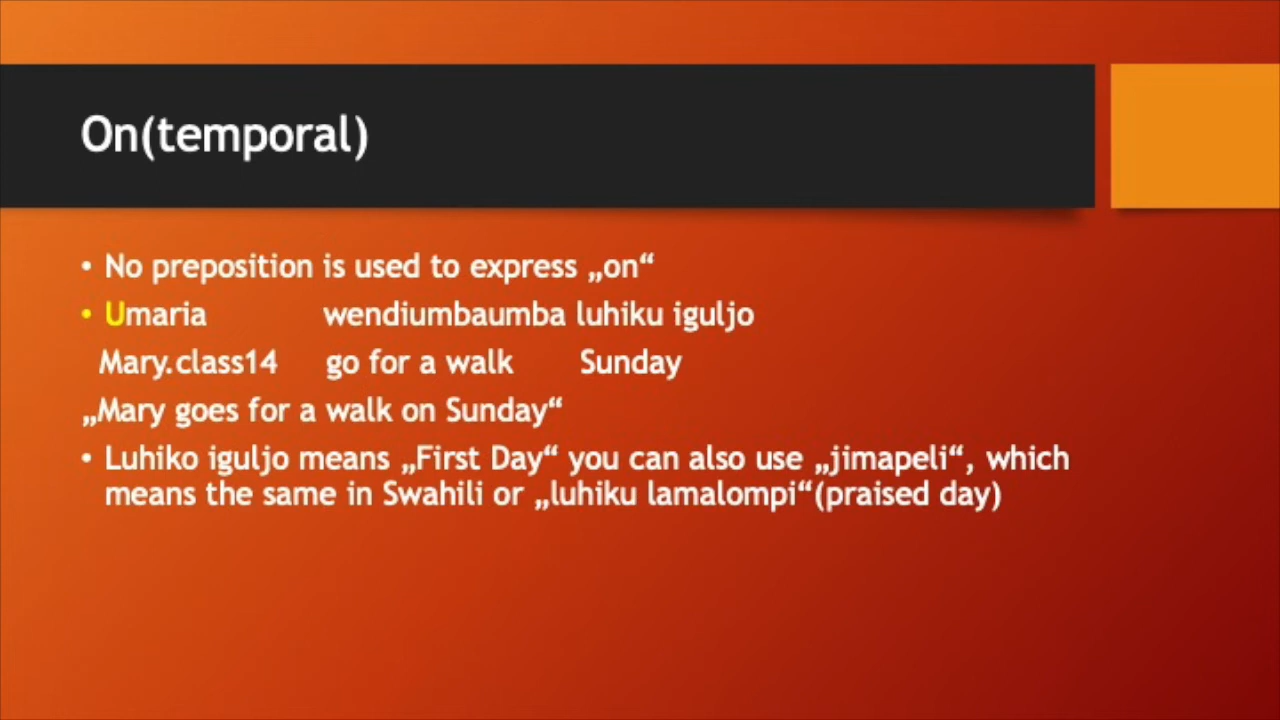 On(temporal)
• No preposition is used to express „on“
• Umaria wendiumbaumba luhiku iguljo
Mary.class14 go for a walk Sunday
„Mary goes for a walk on Sunday“
• Luhiko iguljo means „First Day“ you can also use „jimapeli“, which
means the same in Swahili or „luhiku lamalompi“(praised day)